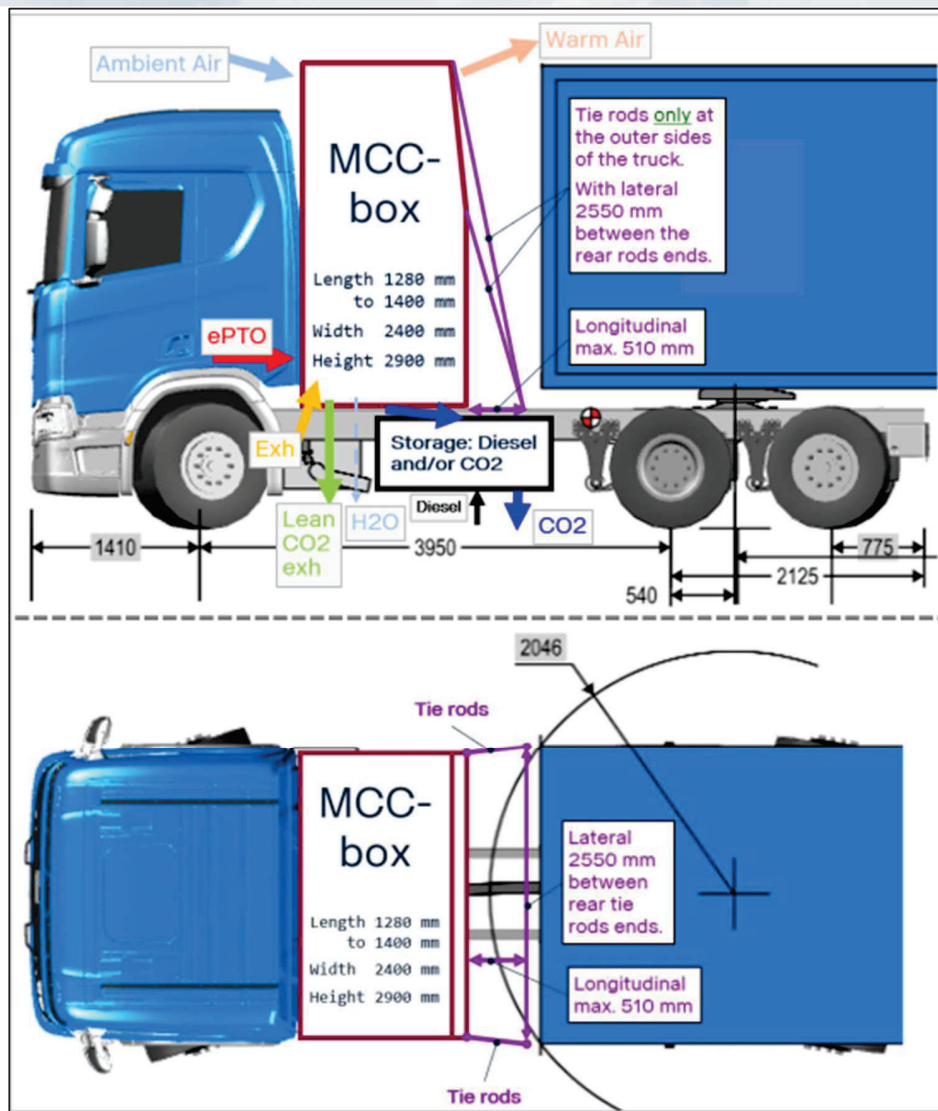 Ambient Air
Warm Air
MCC-
box
Length 1280 mm
to 1400 mm
Width 2400 mm
Height 2900 mm
Tie rods only at
the outer sides
of the truck.
With lateral
2550 mm
between the
rear rods ends.
Longitudinal
max. 510 mm
ePTO
Exh
Storage: Diesel
and/or CO2
Diesel
Lean
CO2
exh
H2O
CO2
1410
3950
775
2125
540
2046
Tie rods
MCC-
box
Length 1280 mm
to 1400 mm
Width 2400 mm
Height 2900 mm
Lateral
2550 mm
between
rear tie
rods ends.
Longitudinal
max. 510 mm
Tie rods